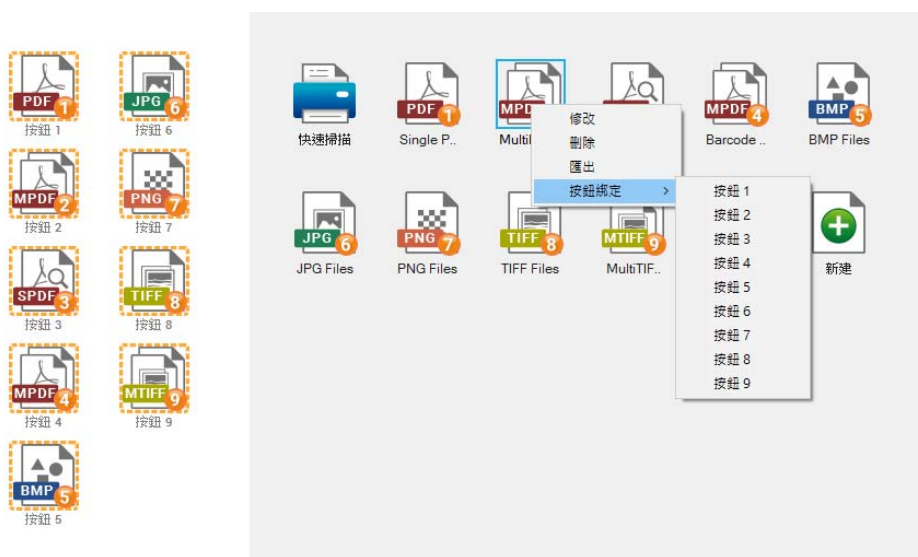 PDF 1
按鈕 1
JPG 6
按鈕 6
MPDF 2
按鈕 2
PNG 7
按鈕 7
SPDF 3
按鈕 3
TIFF 8
按鈕 8
MPDF 4
按鈕 4
MTIFF 9
按鈕 9
BMP 5
按鈕 5
快速掃描
PDF 1
Single P..
MPD
Multi
MPDF 4
Barcode ..
BMP 5
BMP Files
修改
刪除
匯出
按鈕綁定 >
按鈕 1
按鈕 2
按鈕 3
按鈕 4
按鈕 5
按鈕 6
按鈕 7
按鈕 8
按鈕 9
JPG 6
JPG Files
PNG 7
PNG Files
TIFF 8
TIFF Files
MTIFF 9
MultiTIF..
新建